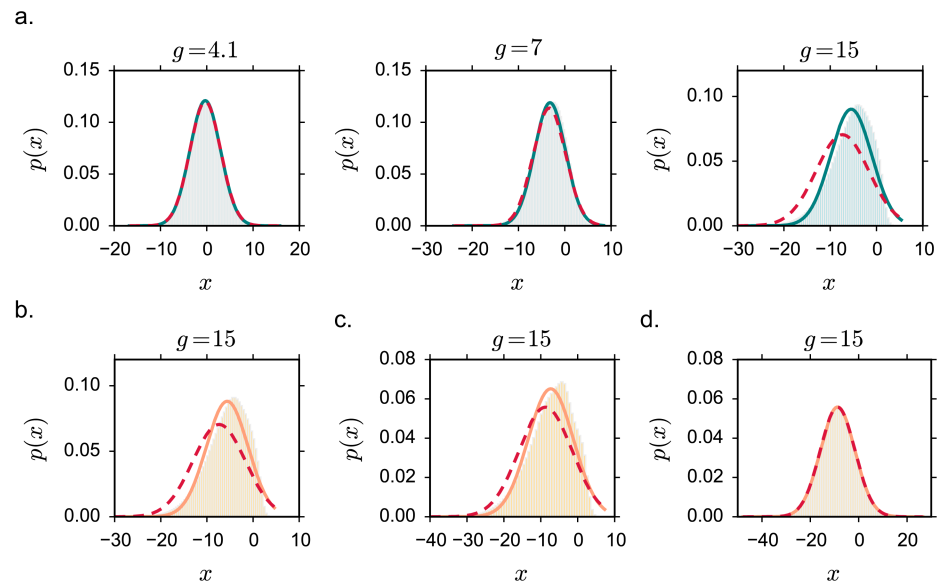 a.
g=4.1 g=7 g=15
0.15 0.15
0.10 0.10 0.10
p(x) p(x) p(x)
0.05 0.05 0.05
0.00 0.00 0.00
−20 −10 0 10 20 −30 −20 −10 0 −30 −20 −10 0
x x x
b. c. d.
g=15 g=15 g=15
0.08 0.08
0.10 0.06 0.06
p(x) p(x) p(x)
0.05 0.04 0.04
0.02 0.02
0.00 0.00 0.00
−30 −20 −10 0 10 −40 −30 −20 −10 0 10 −40 −20 0 20
x x x